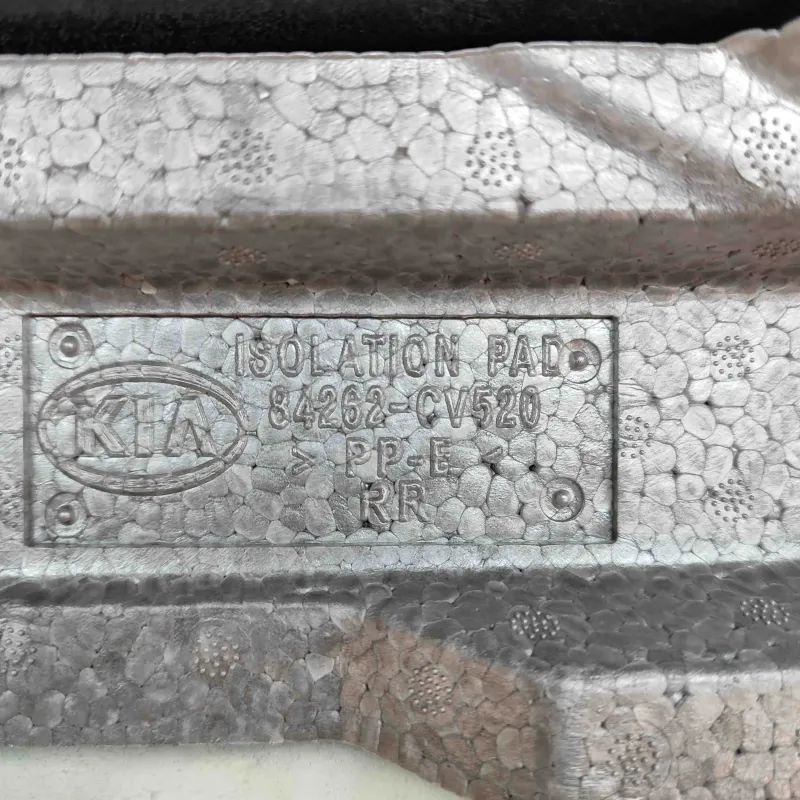 KIA
ISOLATION PAD
84262-CV520
> PP-E <
RR